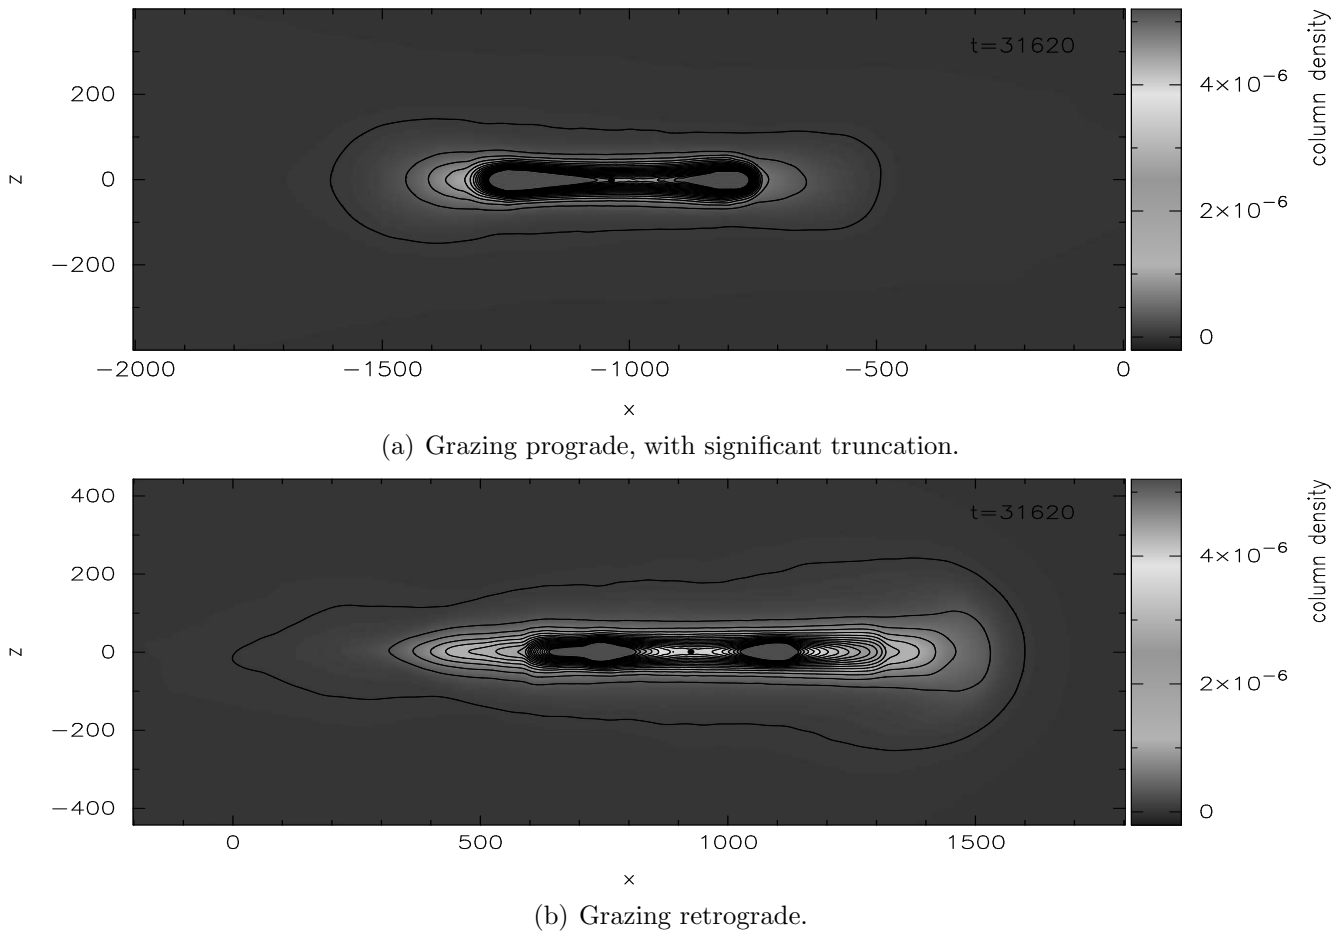 t=31620
column density
4×10⁻⁶
2×10⁻⁶
0
200
0
−200
z
−2000 −1500 −1000 −500 0
x
(a) Grazing prograde, with significant truncation.
t=31620
column density
4×10⁻⁶
2×10⁻⁶
0
400
200
0
−200
−400
z
0 500 1000 1500
x
(b) Grazing retrograde.